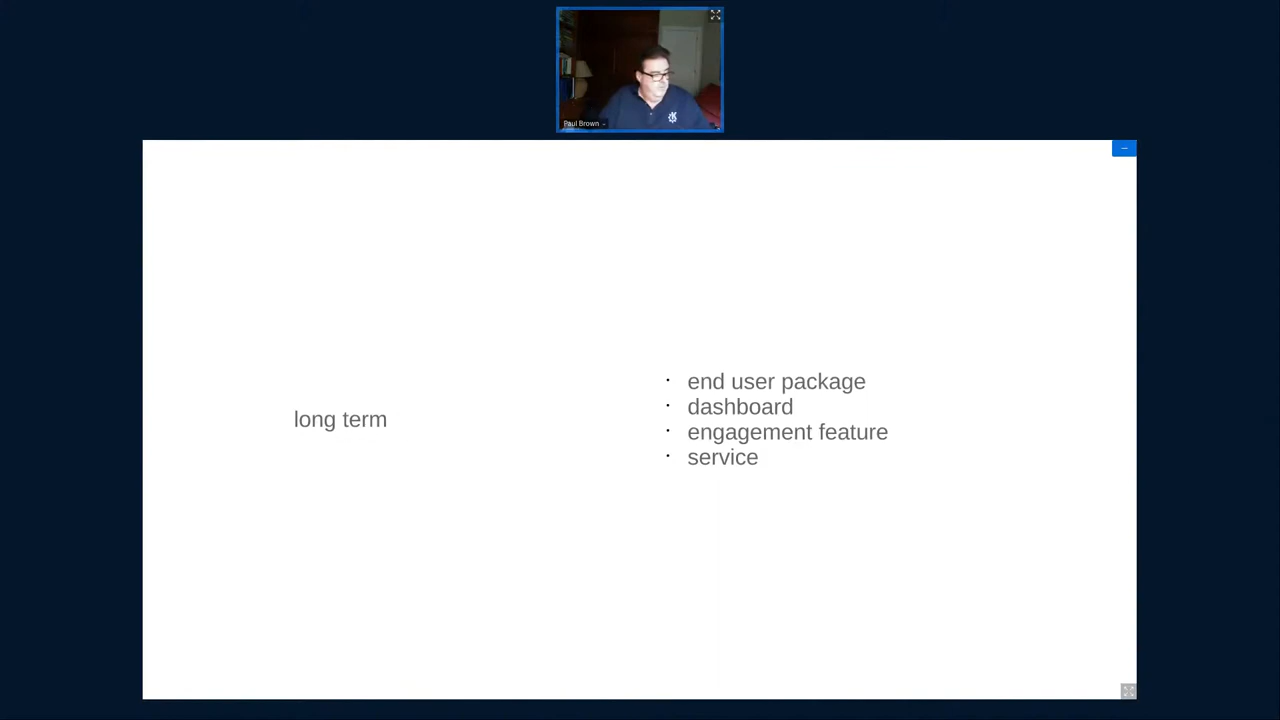 Paul Brown
long term
end user package
dashboard
engagement feature
service